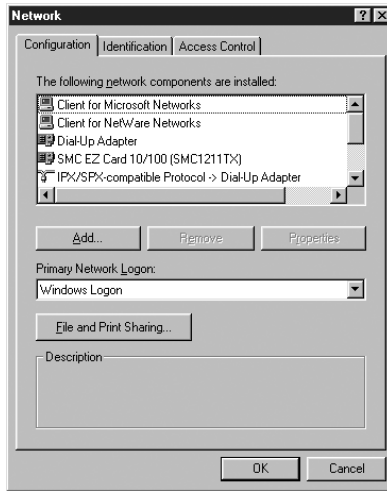 Network
Configuration Identification Access Control
The following network components are installed:
Client for Microsoft Networks
Client for NetWare Networks
Dial-Up Adapter
SMC EZ Card 10/100 (SMC1211TX)
IPX/SPX-compatible Protocol -> Dial-Up Adapter
Add... Remove Properties
Primary Network Logon:
Windows Logon
File and Print Sharing...
Description
OK Cancel